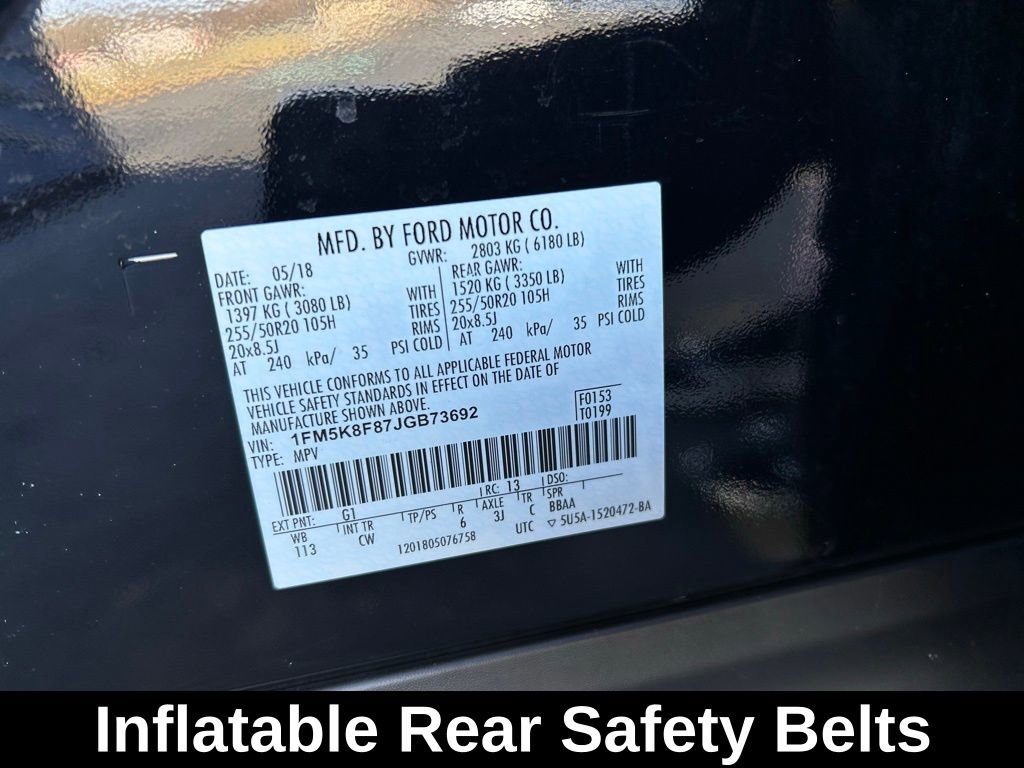 MFD. BY FORD MOTOR CO.
DATE: 05/18 GVWR: 2803 KG ( 6180 LB)
FRONT GAWR: REAR GAWR:
1397 KG ( 3080 LB) WITH 1520 KG ( 3350 LB) WITH
255/50R20 105H TIRES 255/50R20 105H TIRES
20x8.5J RIMS 20x8.5J RIMS
AT 240 kPa/ 35 PSI COLD AT 240 kPa/ 35 PSI COLD
THIS VEHICLE CONFORMS TO ALL APPLICABLE FEDERAL MOTOR
VEHICLE SAFETY STANDARDS IN EFFECT ON THE DATE OF
MANUFACTURE SHOWN ABOVE.
VIN: 1FM5K8F87JGB73692 F0153
TYPE: MPV T0199
EXT PNT: G1 RC: 13 DSO:
WB INT TR TP/PS R AXLE TR SPR
113 CW 6 3J C BBAA
1201805076758 UTC ▽ 5U5A-1520472-BA
Inflatable Rear Safety Belts